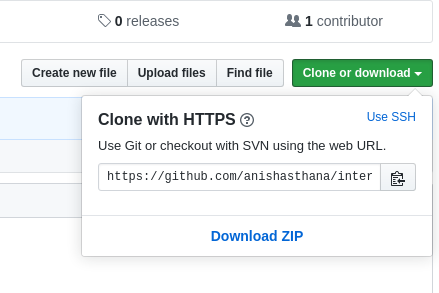 0 releases
1 contributor
Create new file
Upload files
Find file
Clone or download
Clone with HTTPS
Use SSH
Use Git or checkout with SVN using the web URL.
https://github.com/anishasthana/inter
Download ZIP